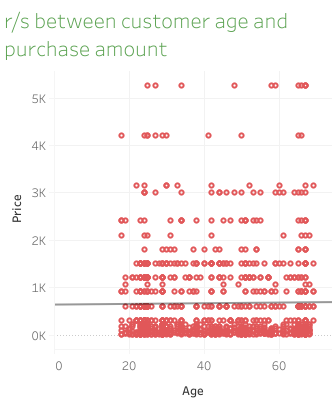 r/s between customer age and
purchase amount
5K
4K
3K
2K
1K
0K
Price
0 20 40 60
Age